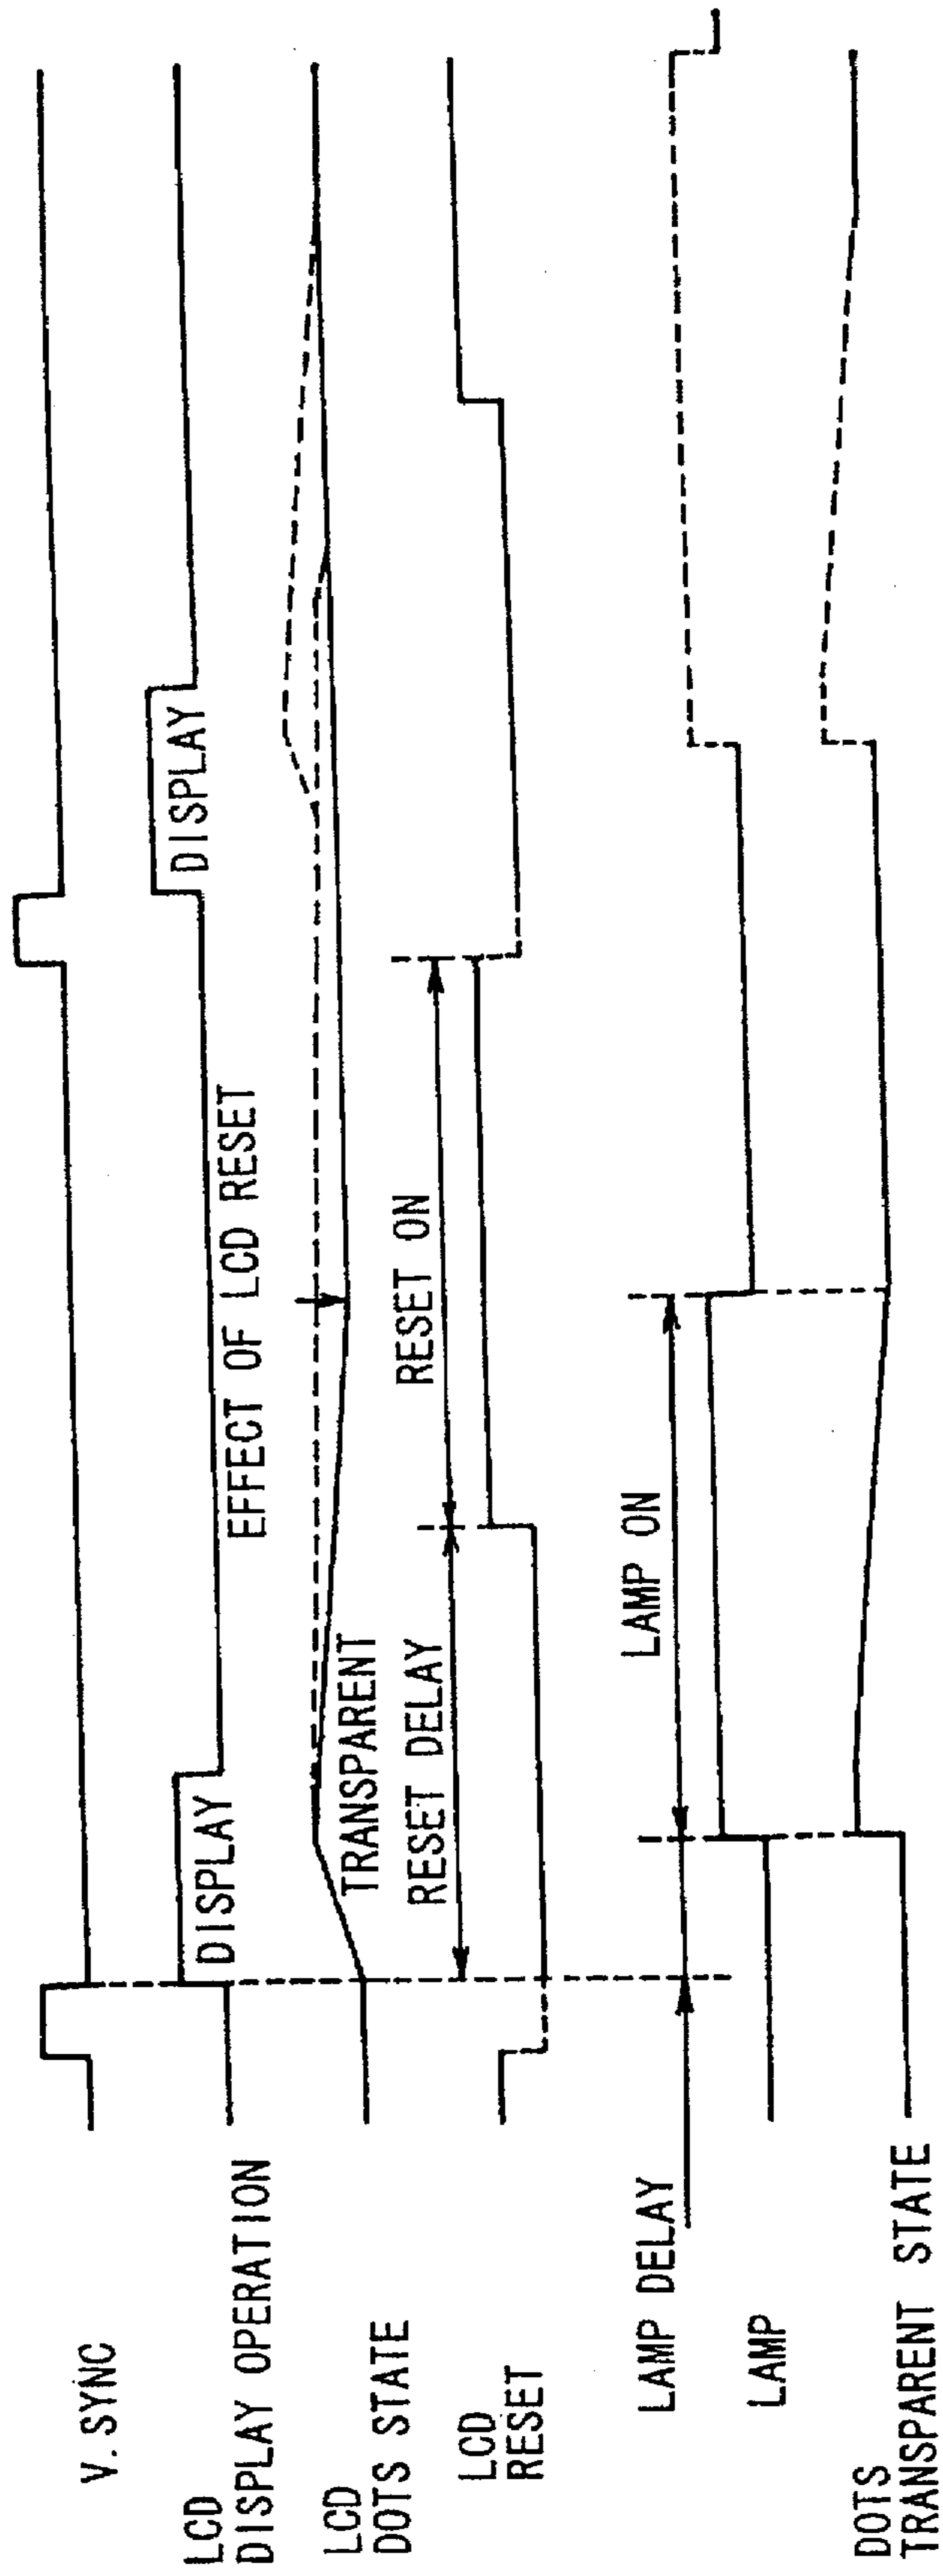 V.SYNC
LCD
DISPLAY OPERATION
DISPLAY
DISPLAY
EFFECT OF LCD RESET
LCD
DOTS STATE
TRANSPARENT
LCD
RESET
RESET DELAY
RESET ON
LAMP DELAY
LAMP ON
LAMP
DOTS
TRANSPARENT STATE